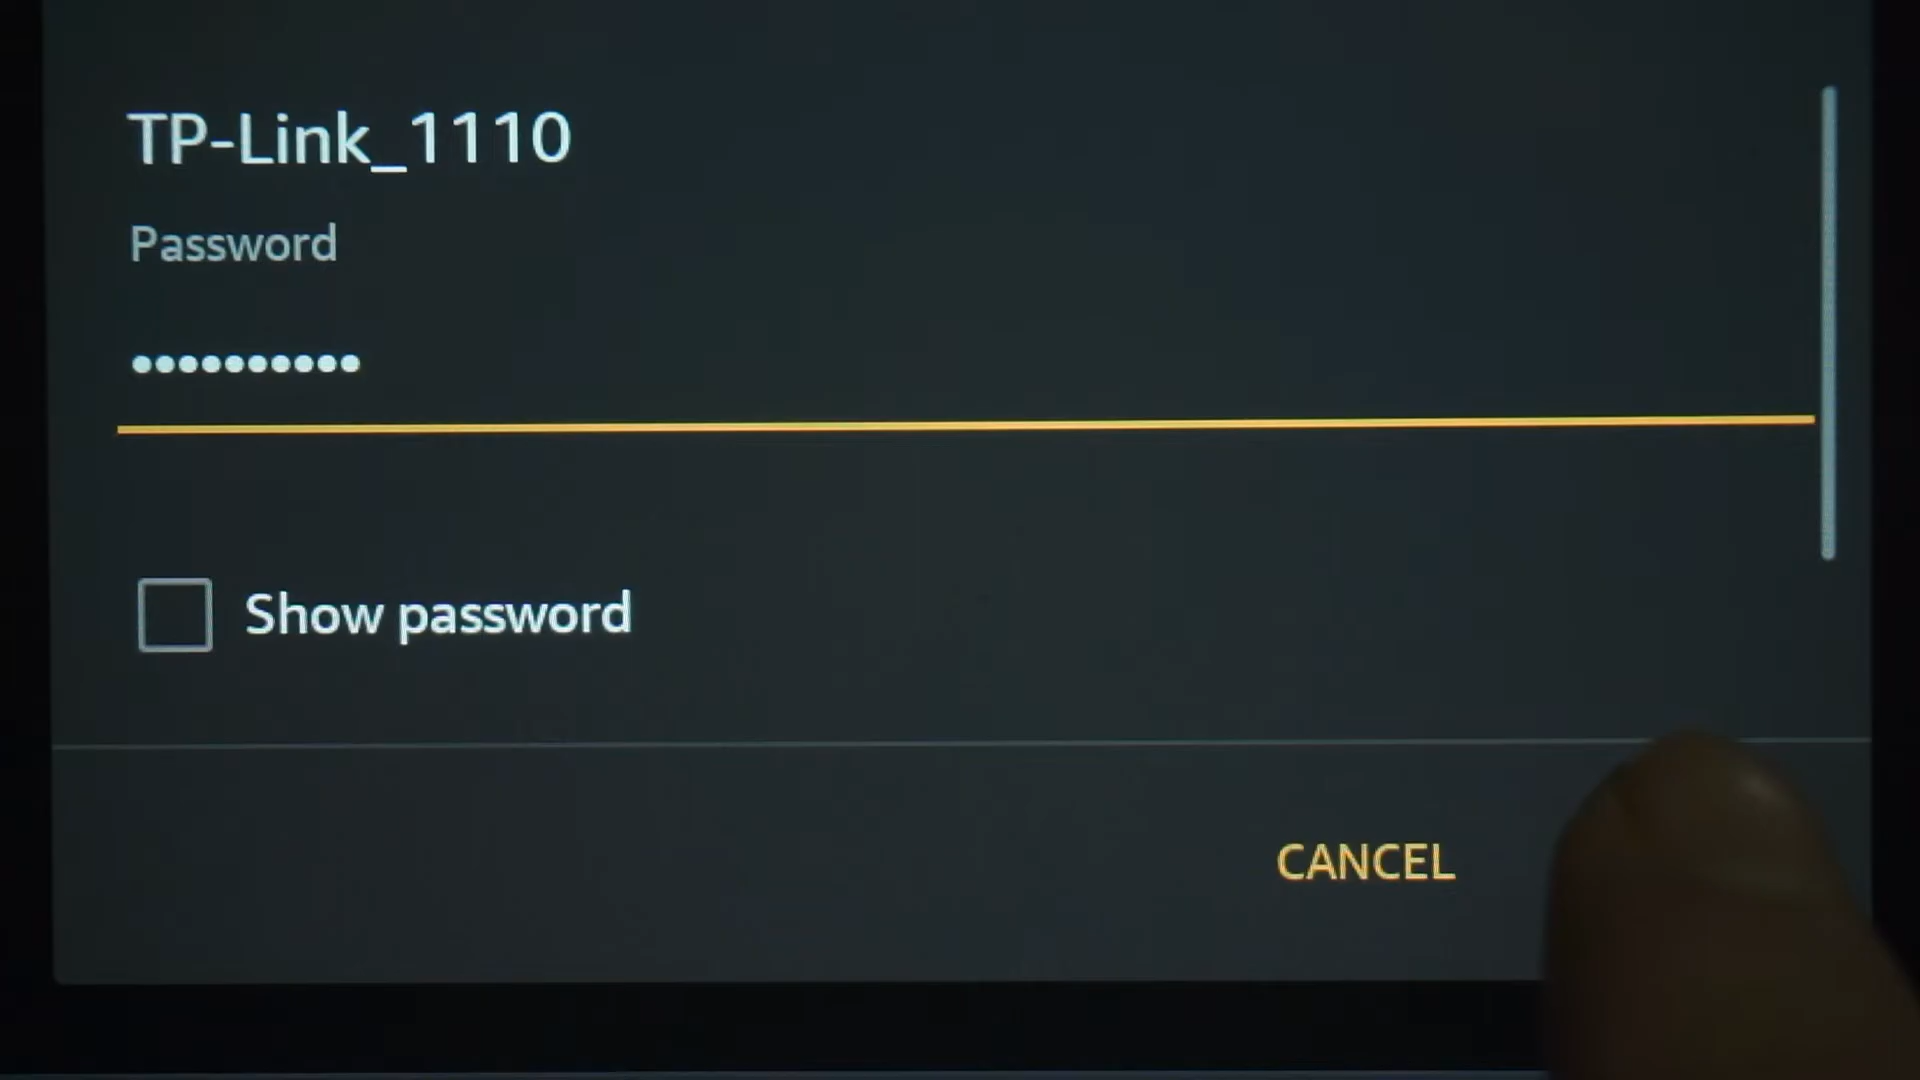 TP-Link_1110
Password
••••••••••
Show password
CANCEL